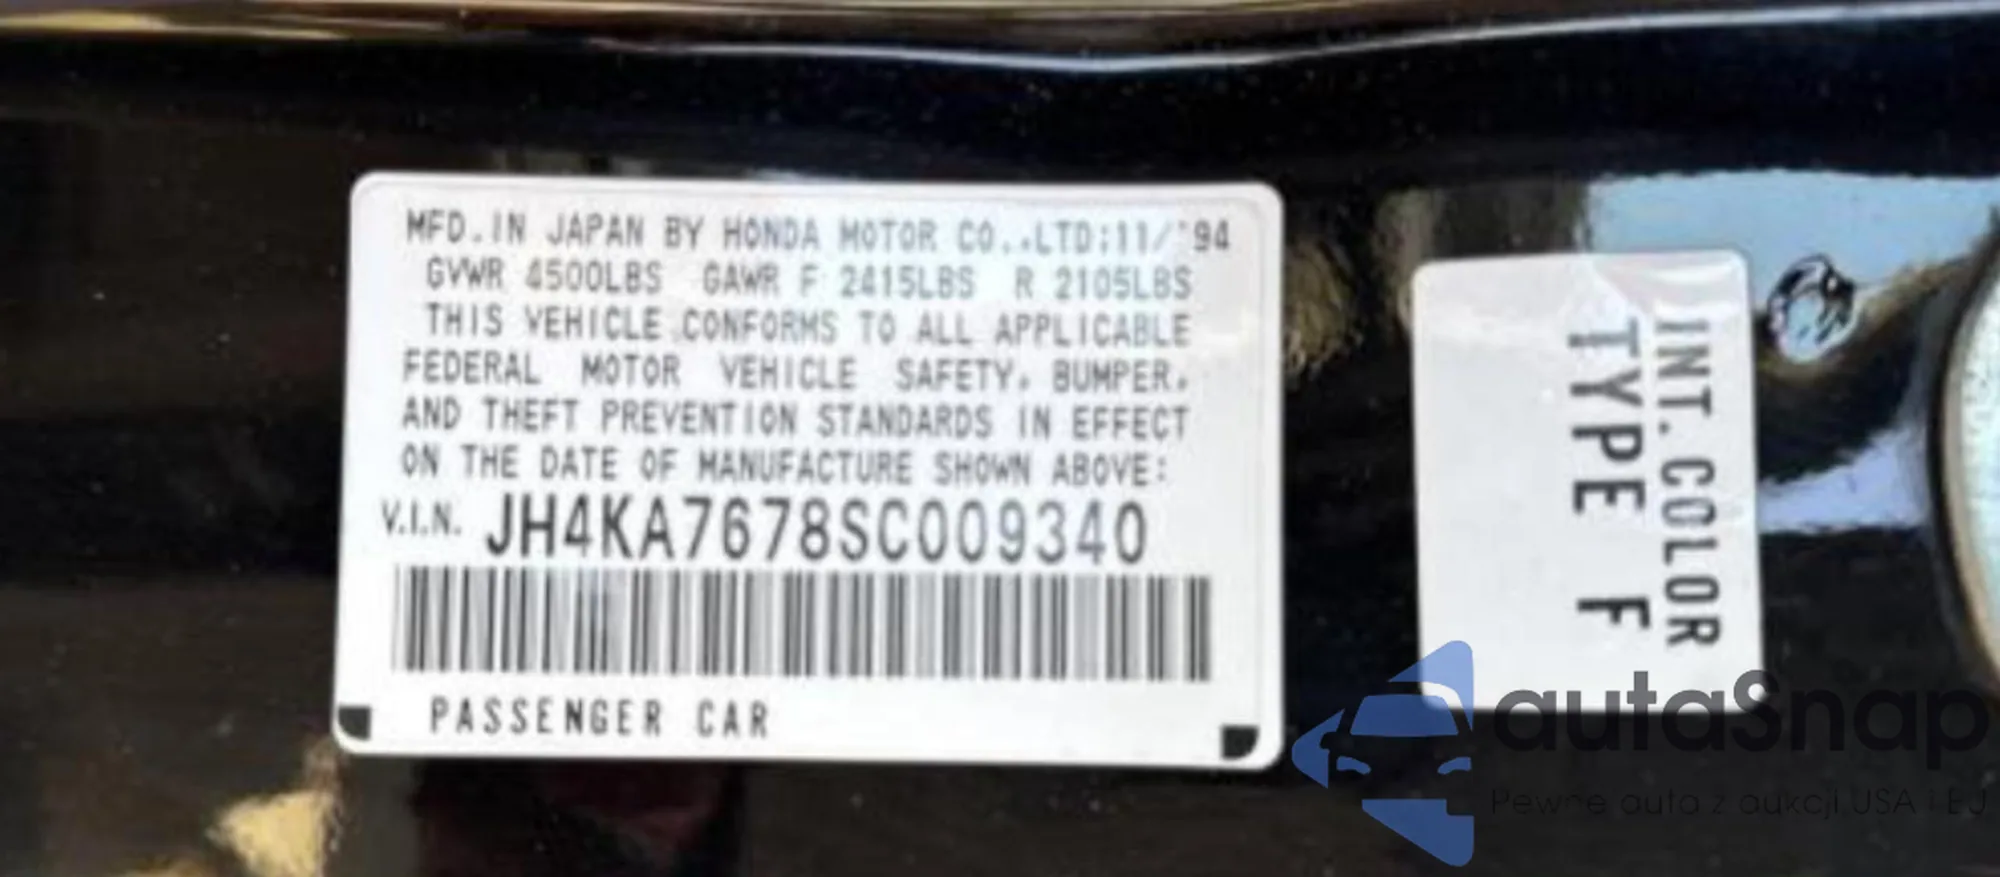 MFD.IN JAPAN BY HONDA MOTOR CO.,LTD:11/'94
GVWR 4500LBS GAWR F 2415LBS R 2105LBS
THIS VEHICLE CONFORMS TO ALL APPLICABLE
FEDERAL MOTOR VEHICLE SAFETY, BUMPER,
AND THEFT PREVENTION STANDARDS IN EFFECT
ON THE DATE OF MANUFACTURE SHOWN ABOVE:
V.I.N. JH4KA7678SC009340
PASSENGER CAR
INT. COLOR
TYPE F
autaSnap
Pewne auta z aukcji USA i EU